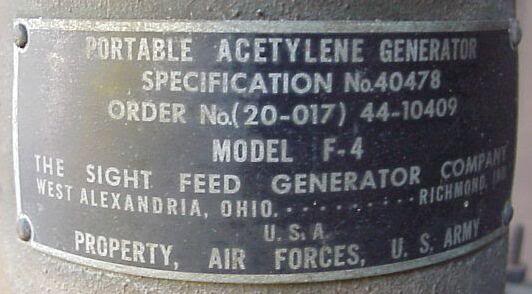 PORTABLE ACETYLENE GENERATOR
SPECIFICATION No.40478
ORDER No.(20-017) 44-10409
MODEL F-4
THE SIGHT FEED GENERATOR COMPANY
WEST ALEXANDRIA, OHIO...........RICHMOND, IND.
U.S.A.
PROPERTY, AIR FORCES, U. S. ARMY